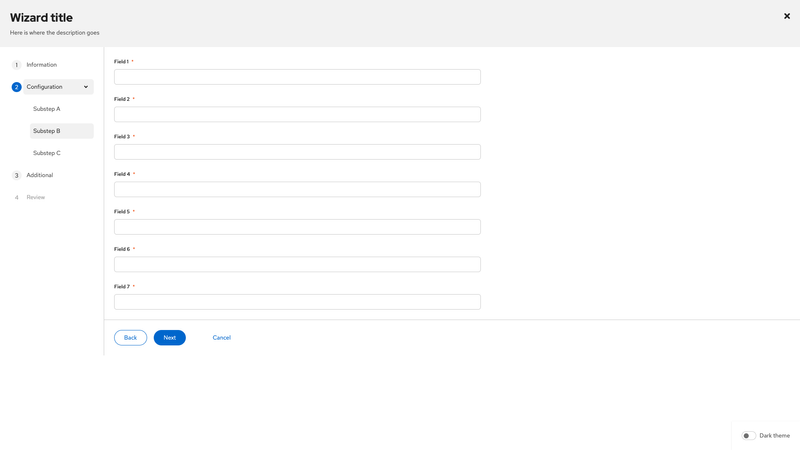 Wizard title
Here is where the description goes
1 Information
2 Configuration
Substep A
Substep B
Substep C
3 Additional
4 Review
Field 1 *
Field 2 *
Field 3 *
Field 4 *
Field 5 *
Field 6 *
Field 7 *
Back
Next
Cancel
Dark theme